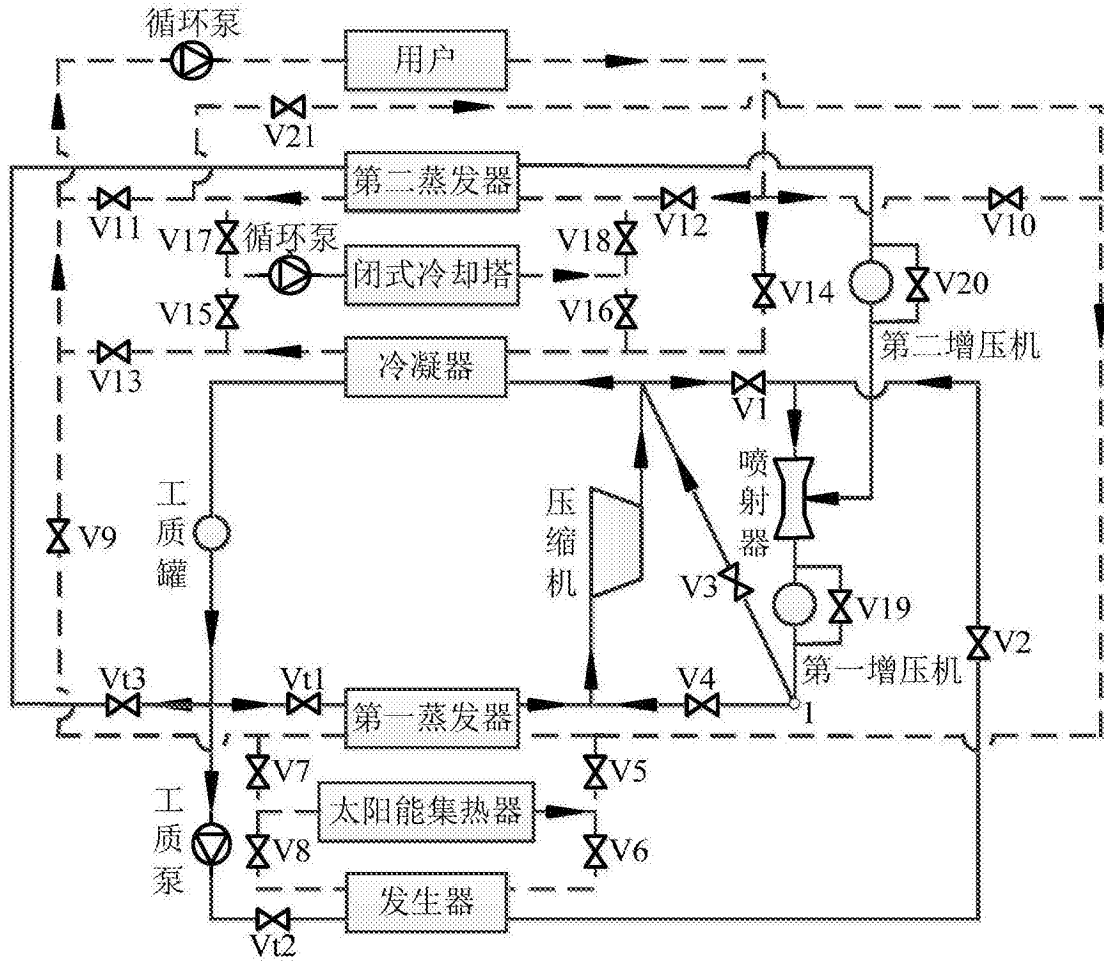 循环泵
用户
V21
第二蒸发器
V11
V12
V10
V17
循环泵
V18
闭式冷却塔
V14
V20
V15
V16
第二增压机
V13
冷凝器
V1
喷射器
工质罐
压缩机
V9
V3
V19
V2
第一增压机
Vt3
Vt1
V4
第一蒸发器
1
V7
V5
太阳能集热器
工质泵
V8
V6
发生器
Vt2